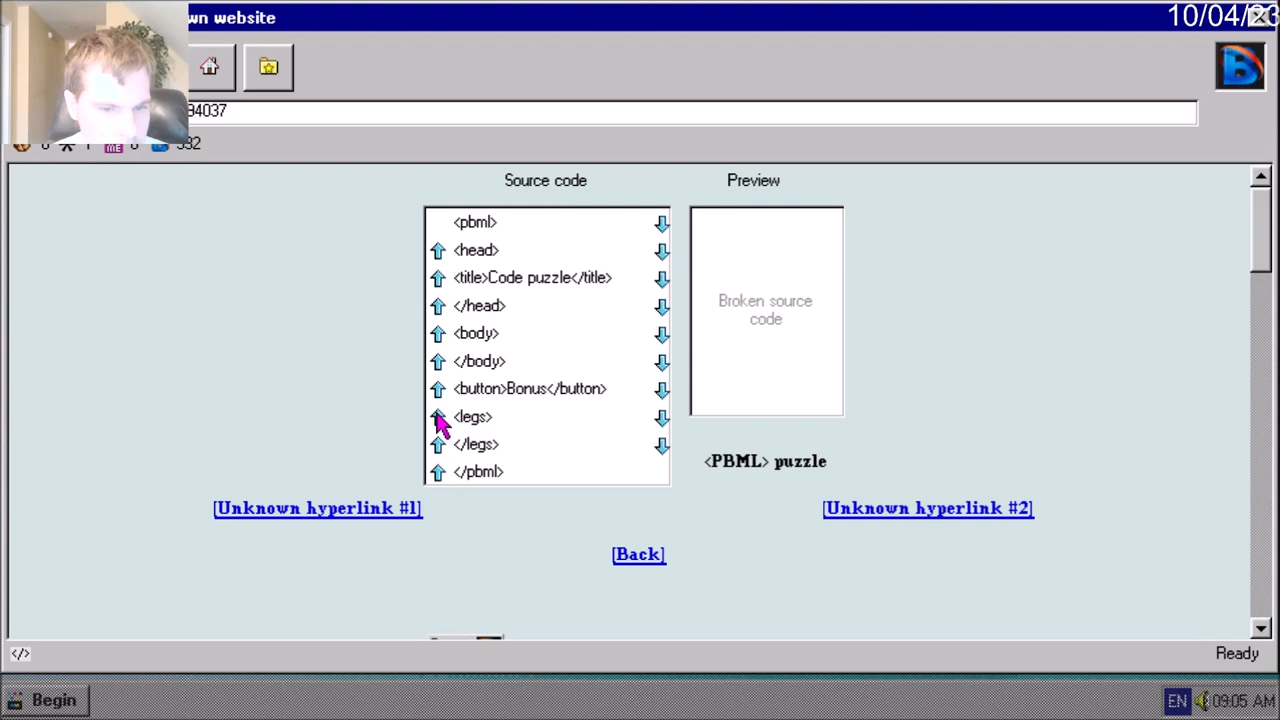 wn website
10/04/23
94037
Source code
Preview
<pbml>
<head>
<title>Code puzzle</title>
</head>
<body>
</body>
<button>Bonus</button>
<legs>
</legs>
</pbml>
Broken source
code
<PBML> puzzle
[Unknown hyperlink #1]
[Unknown hyperlink #2]
[Back]
</>
Ready
Begin
EN
09:05 AM